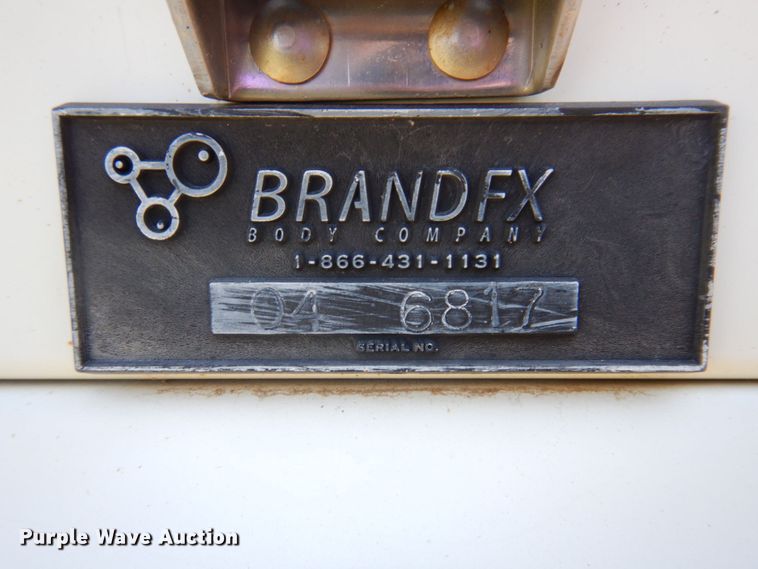 BRANDFX
BODY COMPANY
1-866-431-1131
04 6817
SERIAL NO.
Purple Wave Auction